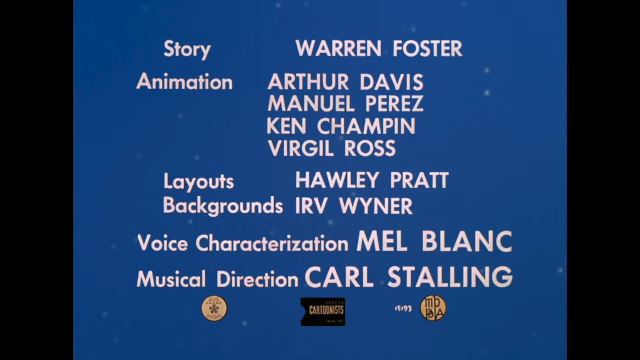 Story WARREN FOSTER
Animation ARTHUR DAVIS
MANUEL PEREZ
KEN CHAMPIN
VIRGIL ROSS
Layouts HAWLEY PRATT
Backgrounds IRV WYNER
Voice Characterization MEL BLANC
Musical Direction CARL STALLING
CARTOONISTS
15193